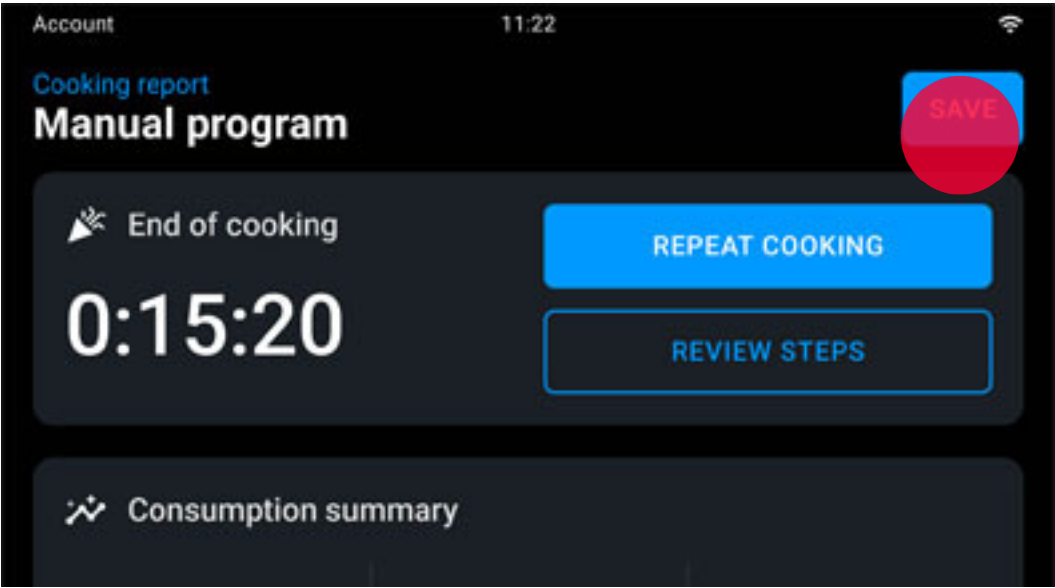 Account 11:22
Cooking report
Manual program
SAVE
End of cooking
0:15:20
REPEAT COOKING
REVIEW STEPS
Consumption summary